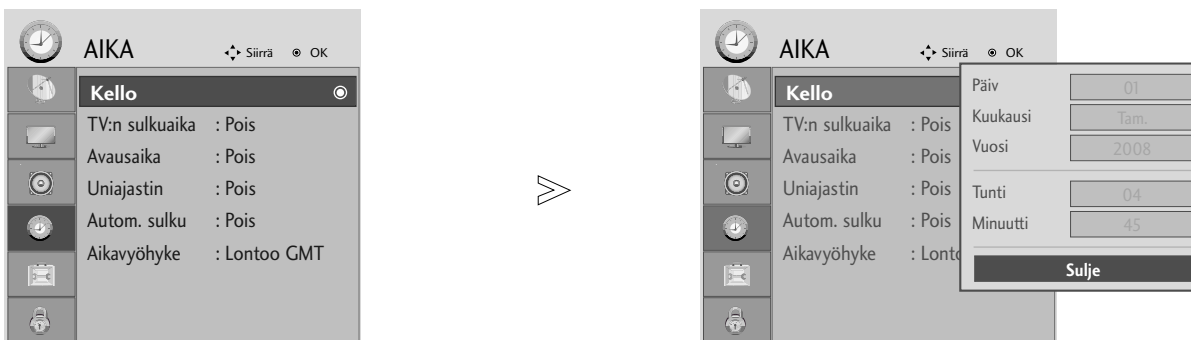 AIKA Siirrä OK
Kello
TV:n sulkuaika : Pois
Avausaika : Pois
Uniajastin : Pois
Autom. sulku : Pois
Aikavyöhyke : Lontoo GMT
AIKA Siirrä OK
Kello
TV:n sulkuaika : Pois
Avausaika : Pois
Uniajastin : Pois
Autom. sulku : Pois
Aikavyöhyke : Lonto
Päiv 01
Kuukausi Tam.
Vuosi 2008
Tunti 04
Minuutti 45
Sulje